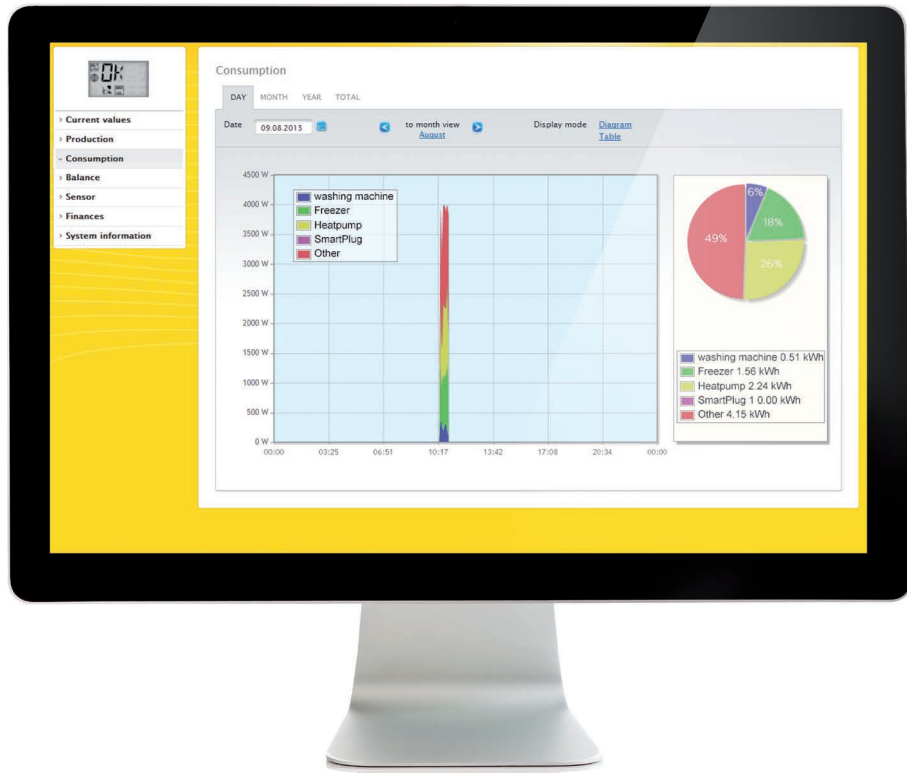 OK
Consumption
DAY MONTH YEAR TOTAL
Date 09.08.2015 to month view Display mode Diagram
August Table
› Current values
› Production
Consumption
› Balance
› Sensor
› Finances
› System information
4500 W
4000 W
3500 W
3000 W
2500 W
2000 W
1500 W
1000 W
500 W
0 W
washing machine
Freezer
Heatpump
SmartPlug
Other
00:00 03:25 06:51 10:17 13:42 17:08 20:34 00:00
6%
18%
26%
49%
washing machine 0.51 kWh
Freezer 1.56 kWh
Heatpump 2.24 kWh
SmartPlug 1 0.00 kWh
Other 4.15 kWh